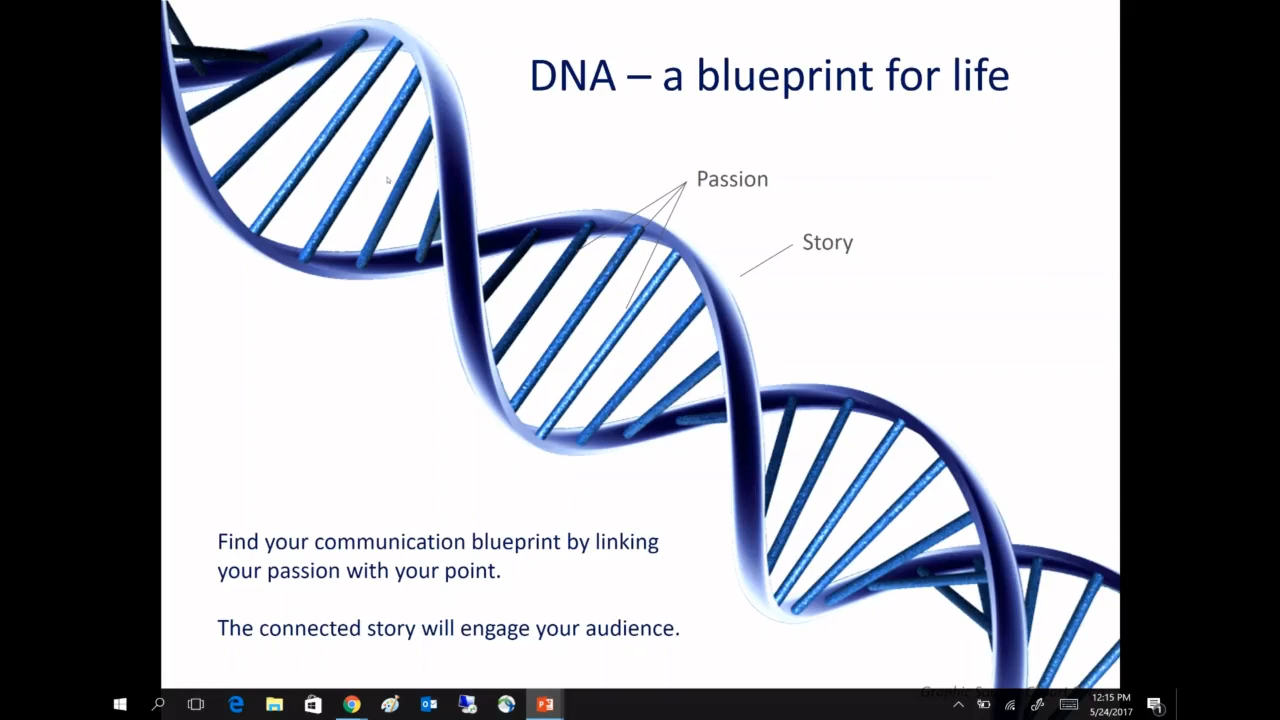 DNA – a blueprint for life
Passion
Story
Find your communication blueprint by linking
your passion with your point.
The connected story will engage your audience.
12:15 PM
5/24/2017